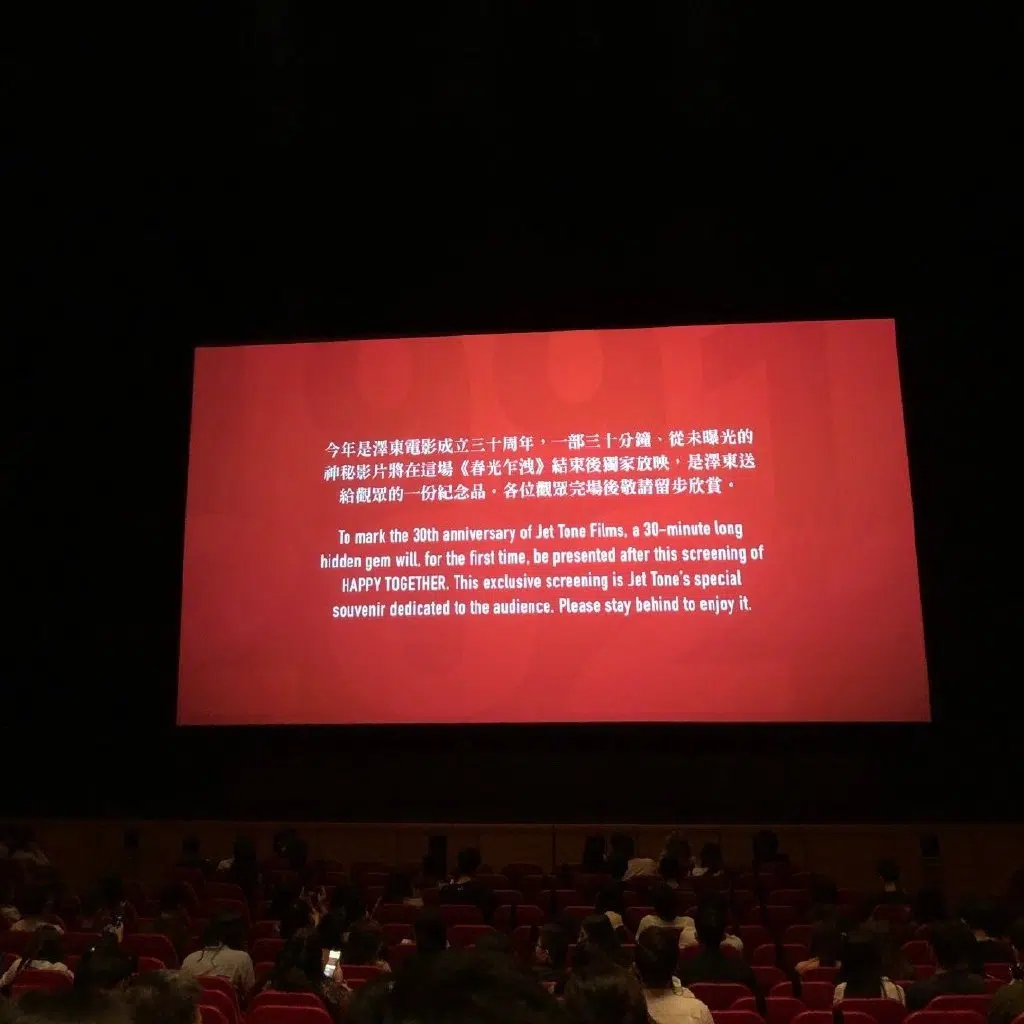 今年是澤東電影成立三十周年，一部三十分鐘、從未曝光的
神秘影片將在這場《春光乍洩》結束後獨家放映，是澤東送
給觀眾的一份紀念品。各位觀眾完場後敬請留步欣賞。
To mark the 30th anniversary of Jet Tone Films, a 30-minute long
hidden gem will, for the first time, be presented after this screening of
HAPPY TOGETHER. This exclusive screening is Jet Tone's special
souvenir dedicated to the audience. Please stay behind to enjoy it.